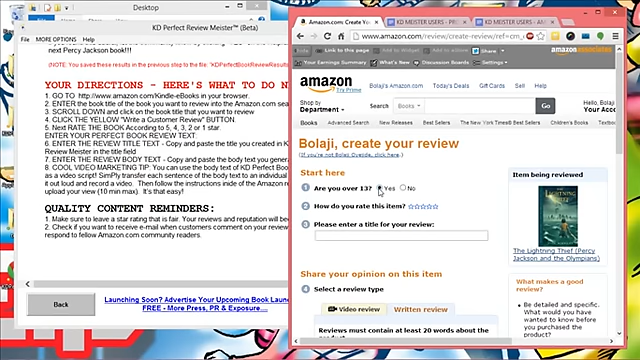 Desktop
KD Perfect Review Meister™ (Beta)
MORE OPTIONS
Main
next Percy Jackson book!!!
NOTE: You saved these results in the previous step to the file: "KDPerfectBookReviewResults
YOUR DIRECTIONS - HERE'S WHAT TO DO N
1. GO TO http://www.amazon.com/Kindle-eBooks in your browser.
2. ENTER the book title of the book you want to review into the Amazon.com sea
3. SCROLL DOWN and click on the book title that you want to review
4. CLICK THE YELLOW "Write a Customer Review" BUTTON.
5. Next RATE THE BOOK According to 5, 4, 3, 2 or 1 star.
ENTER YOUR PERFECT BOOK REVIEW TEXT:
6. ENTER THE REVIEW TITLE TEXT - Copy and paste the title you created in K
Review Meister in the title field
7. ENTER THE REVIEW BODY TEXT - Copy and paste the body text you gener
8. COOL VIDEO MARKETING TIP: You can use the body text of KD Perfect Bo
as a video script! SimPly transfer each sentence of the body text to an individual
it out loud and record a video. Then follow the instructions inide of the Amazon re
upload your view (10 min max). It's that easy!
QUALITY CONTENT REMINDERS:
1. Make sure to leave a star rating that is fair. Your reviews and reputation will be
2. Check if you want to receive e-mail when customers comment on your review.
respond to fellow Amazon.com community readers.
Back
Launching Soon? Advertise Your Upcoming Book Laun
FREE - More Press, PR & Exposure....
Amazon.com: Create You
KD MEISTER USERS - PR
KD MEISTER USERS - AM
www.amazon.com/review/create-review/ref=cm_c
Link to this page
Add to Widget
Share
amazon associates
Your Earnings Summary
What's New
Discussion Boards
Settings
amazon
Try Prime
Bolaji's Amazon.com
Today's Deals
Gift Cards
Sell
Help
Shop by
Department
Search
Books
Go
Hello, Bolaji
Your Acco
Books
Advanced Search
New Releases
Best Sellers
The New York Times® Best Sellers
Children's Books
Textbooks
Bolaji, create your review
Start here
1 Are you over 13? Yes No
2 How do you rate this item?
3 Please enter a title for your review:
Item being reviewed
The Lightning Thief (Percy
Jackson and the Olympians)
Share your opinion on this item
4 Select a review type
Video review
Written review
Reviews must contain at least 20 words about the
What makes a good
review?
• Be detailed and specific.
What would you have
wanted to know before
you purchased the
product?